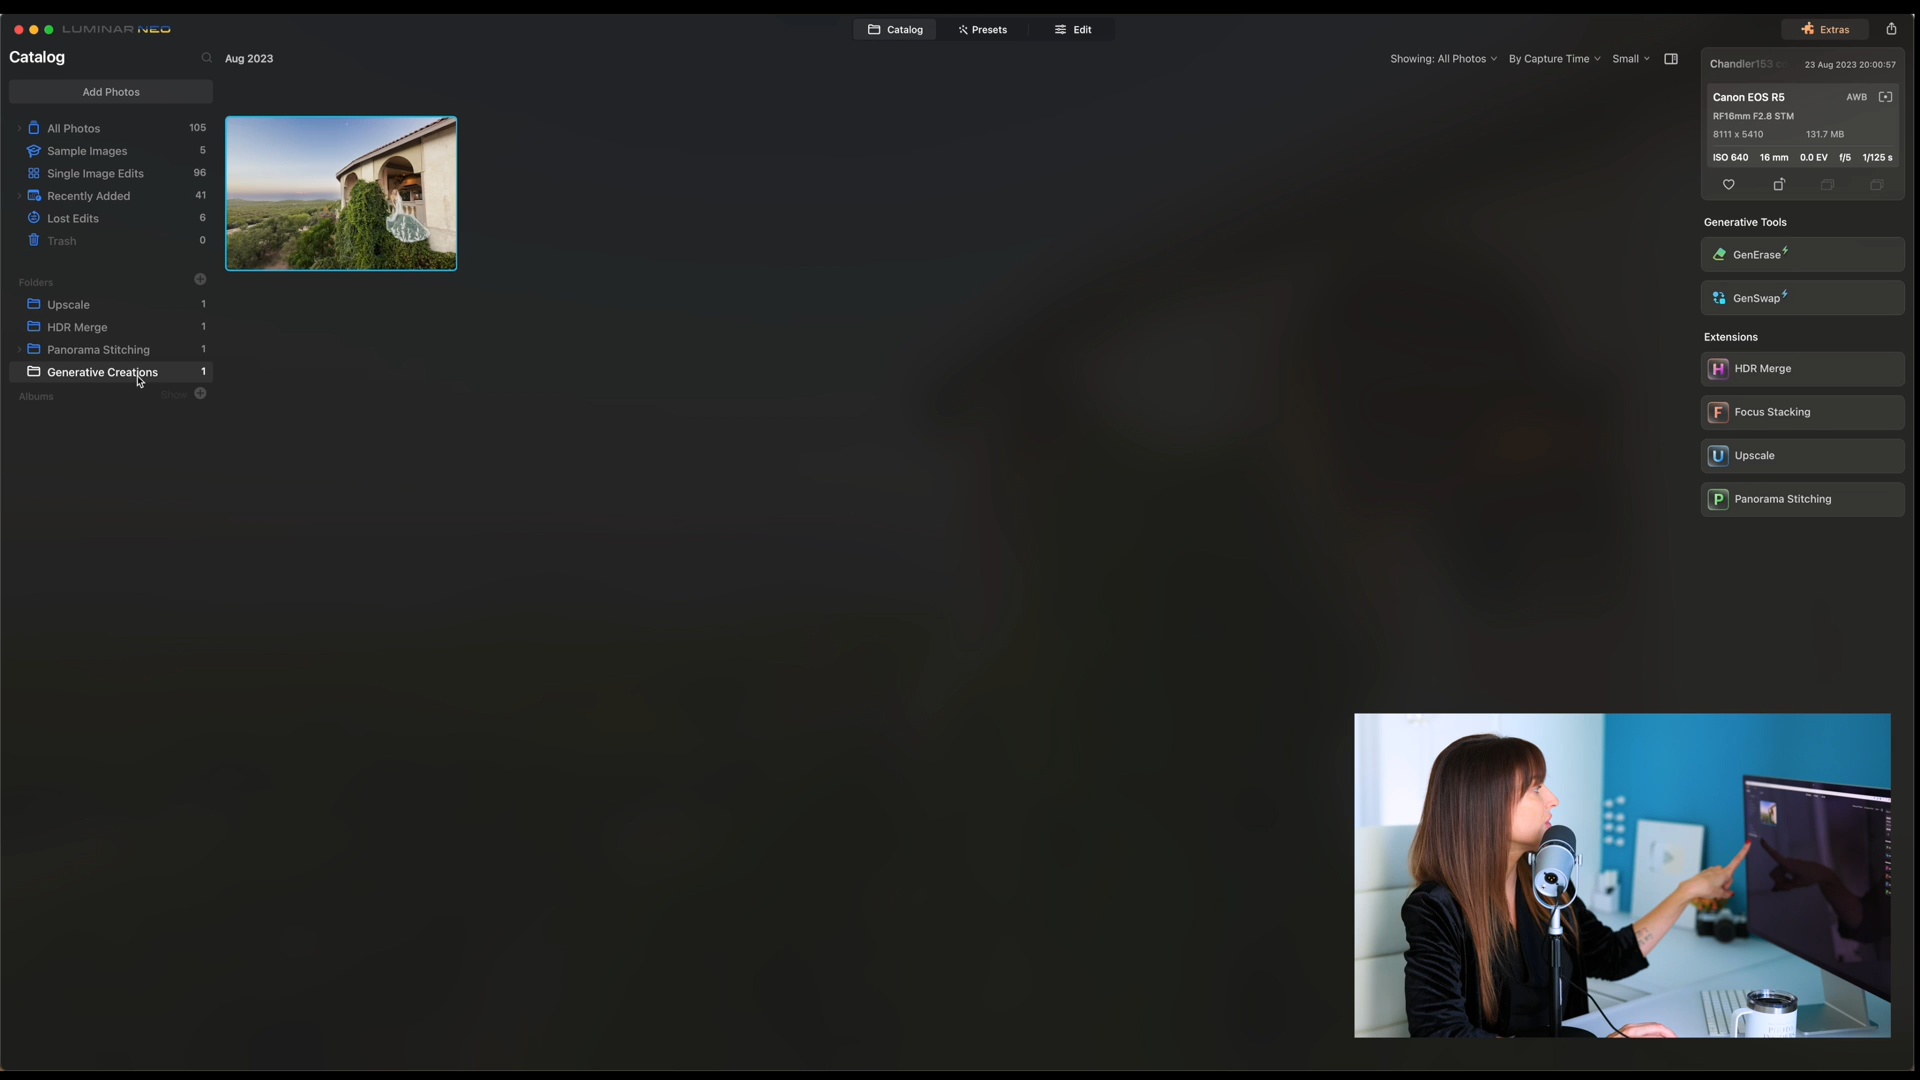 LUMINAR NEO
Catalog
Presets
Edit
Extras
Catalog
Aug 2023
Showing: All Photos
By Capture Time
Small
Add Photos
All Photos 105
Sample Images 5
Single Image Edits 96
Recently Added 41
Lost Edits 6
Trash 0
Folders
Upscale 1
HDR Merge 1
Panorama Stitching 1
Generative Creations 1
Albums Show
Chandler153 23 Aug 2023 20:00:57
Canon EOS R5 AWB
RF16mm F2.8 STM
8111 x 5410 131.7 MB
ISO 640 16 mm 0.0 EV f/5 1/125 s
Generative Tools
GenErase
GenSwap
Extensions
H HDR Merge
F Focus Stacking
U Upscale
P Panorama Stitching